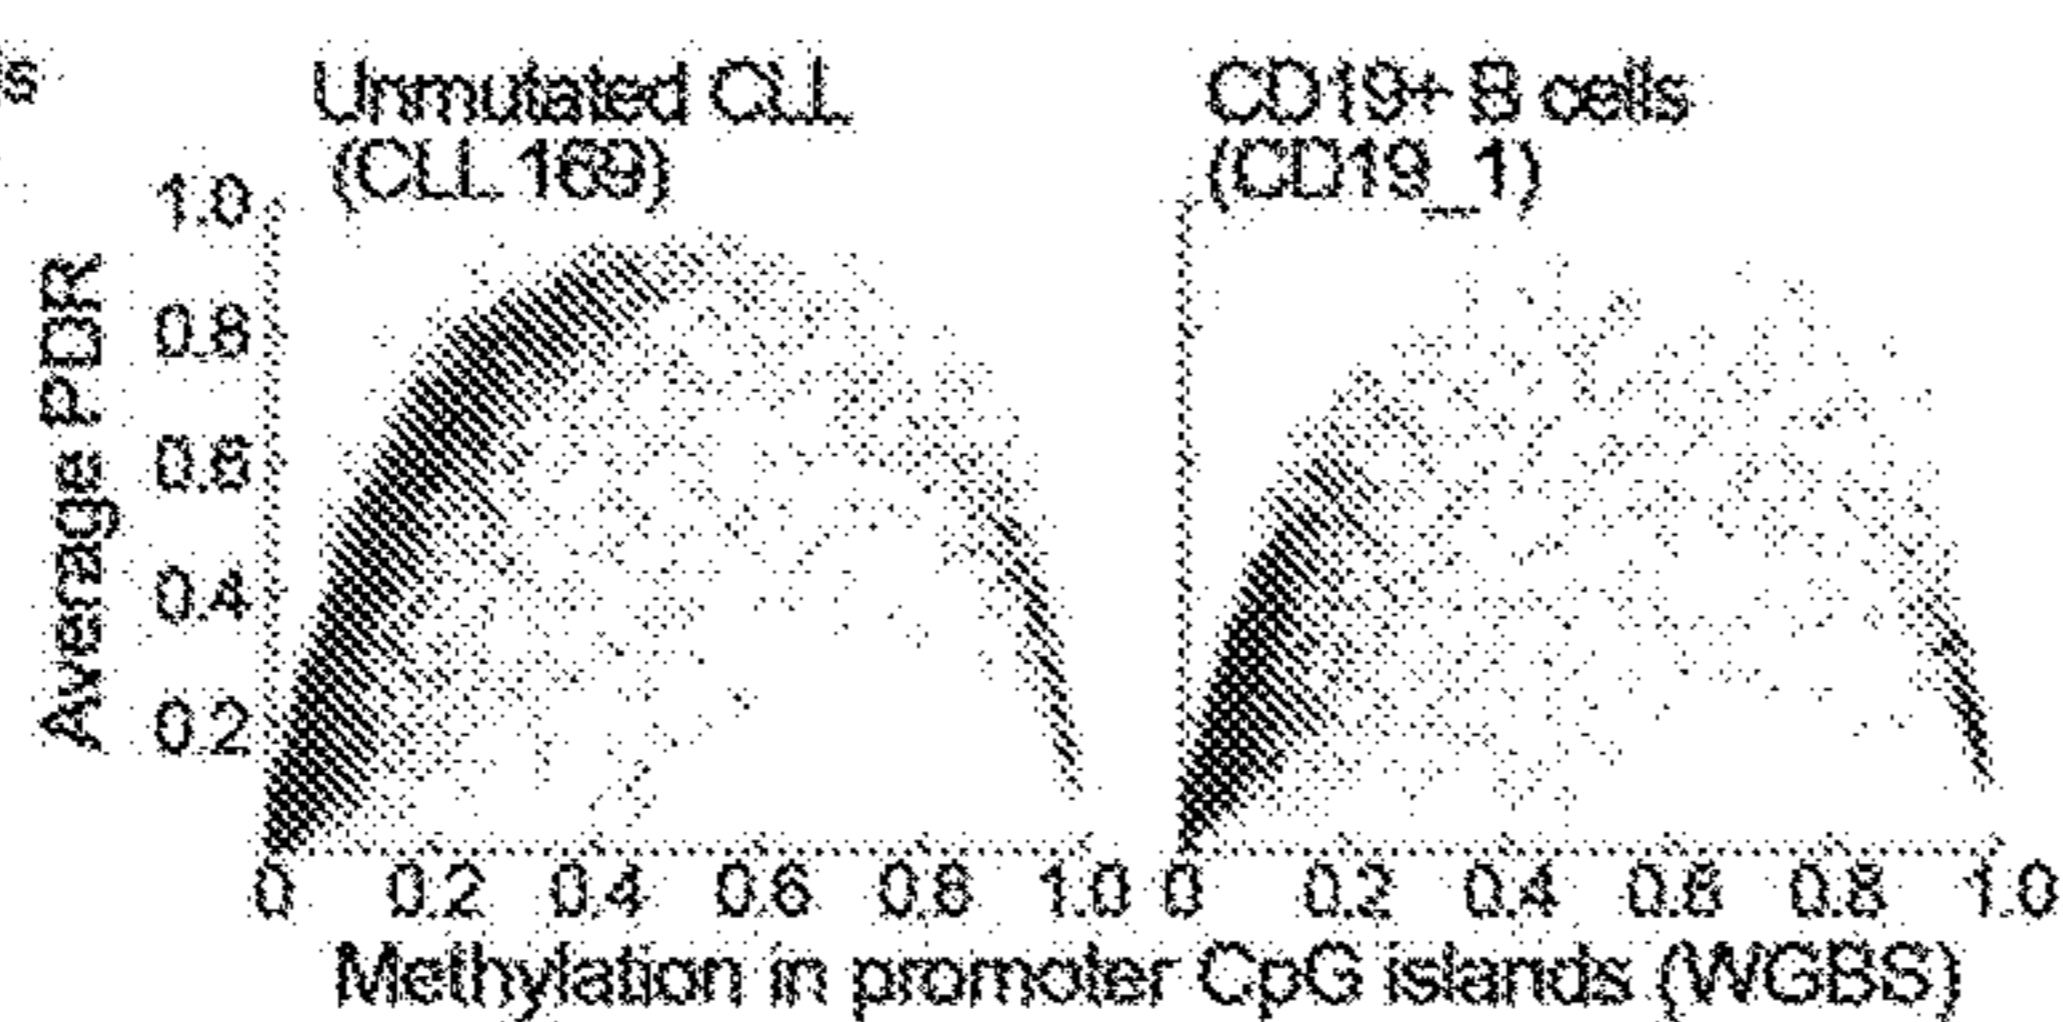 s
Unmutated CLL
(CLL 169)
CD19+ B cells
(CD19_1)
Average PDR
1.0
0.8
0.6
0.4
0.2
0 0.2 0.4 0.6 0.8 1.0
0 0.2 0.4 0.6 0.8 1.0
Methylation in promoter CpG islands (WGBS)